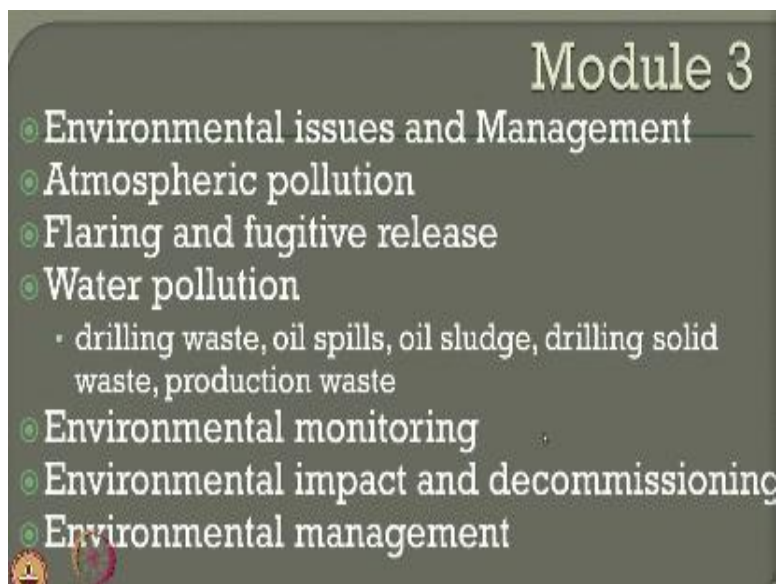 Module 3
Environmental issues and Management
Atmospheric pollution
Flaring and fugitive release
Water pollution
drilling waste, oil spills, oil sludge, drilling solid
waste, production waste
Environmental monitoring
Environmental impact and decommissioning
Environmental management